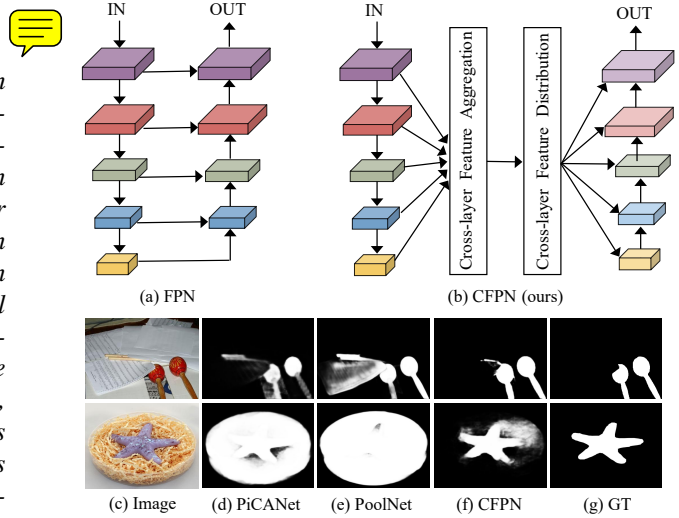 IN
OUT
IN
OUT
Cross-layer Feature Aggregation
Cross-layer Feature Distribution
(a) FPN
(b) CFPN (ours)
(c) Image
(d) PiCANet
(e) PoolNet
(f) CFPN
(g) GT